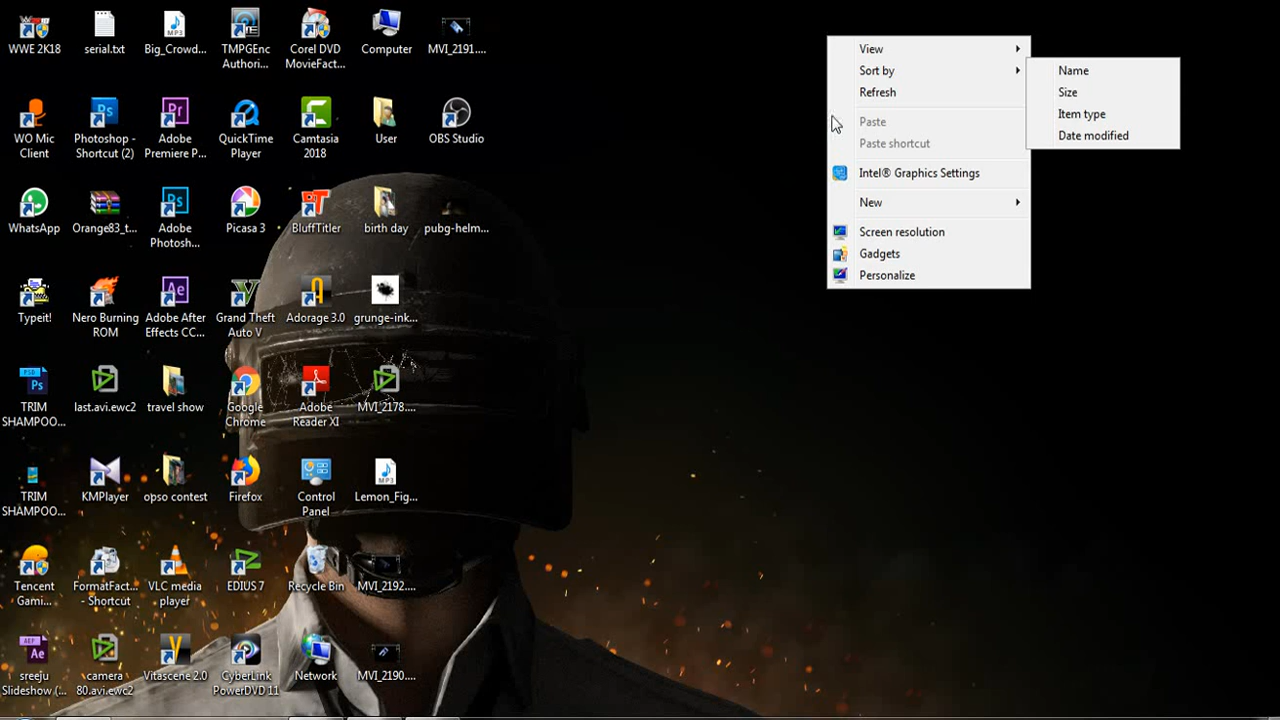 WWE 2K18
serial.txt
Big_Crowd...
TMPGEnc
Authori...
Corel DVD
MovieFact...
Computer
MVI_2191....
WO Mic
Client
Photoshop -
Shortcut (2)
Adobe
Premiere P...
QuickTime
Player
Camtasia
2018
User
OBS Studio
WhatsApp
Orange83_t...
Adobe
Photosh...
Picasa 3
BluffTitler
birth day
pubg-helm...
Typeit!
Nero Burning
ROM
Adobe After
Effects CC...
Grand Theft
Auto V
Adorage 3.0
grunge-ink...
TRIM
SHAMPOO...
last.avi.ewc2
travel show
Google
Chrome
Adobe
Reader XI
MVI_2178....
TRIM
SHAMPOO...
KMPlayer
opso contest
Firefox
Control
Panel
Lemon_Fig...
Tencent
Gami...
FormatFact...
- Shortcut
VLC media
player
EDIUS 7
Recycle Bin
MVI_2192....
sreeju
Slideshow (...
camera
80.avi.ewc2
Vitascene 2.0
CyberLink
PowerDVD 11
Network
MVI_2190....
View
Sort by
Refresh
Paste
Paste shortcut
Intel® Graphics Settings
New
Screen resolution
Gadgets
Personalize
Name
Size
Item type
Date modified